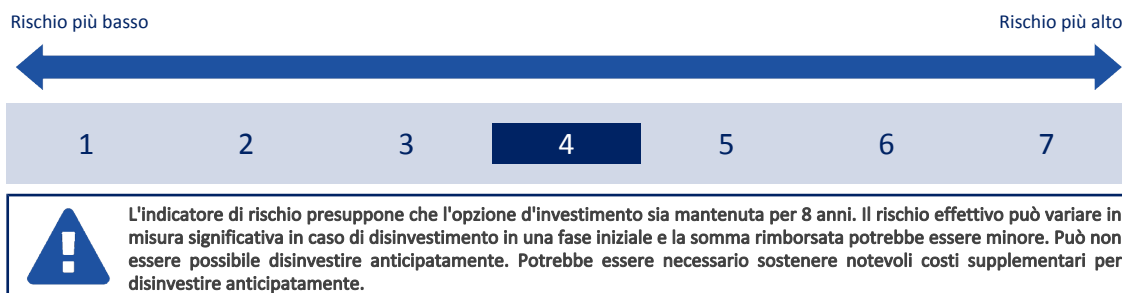 Rischio più basso Rischio più alto
1 2 3 4 5 6 7
L'indicatore di rischio presuppone che l'opzione d'investimento sia mantenuta per 8 anni. Il rischio effettivo può variare in
misura significativa in caso di disinvestimento in una fase iniziale e la somma rimborsata potrebbe essere minore. Può non
essere possibile disinvestire anticipatamente. Potrebbe essere necessario sostenere notevoli costi supplementari per
disinvestire anticipatamente.